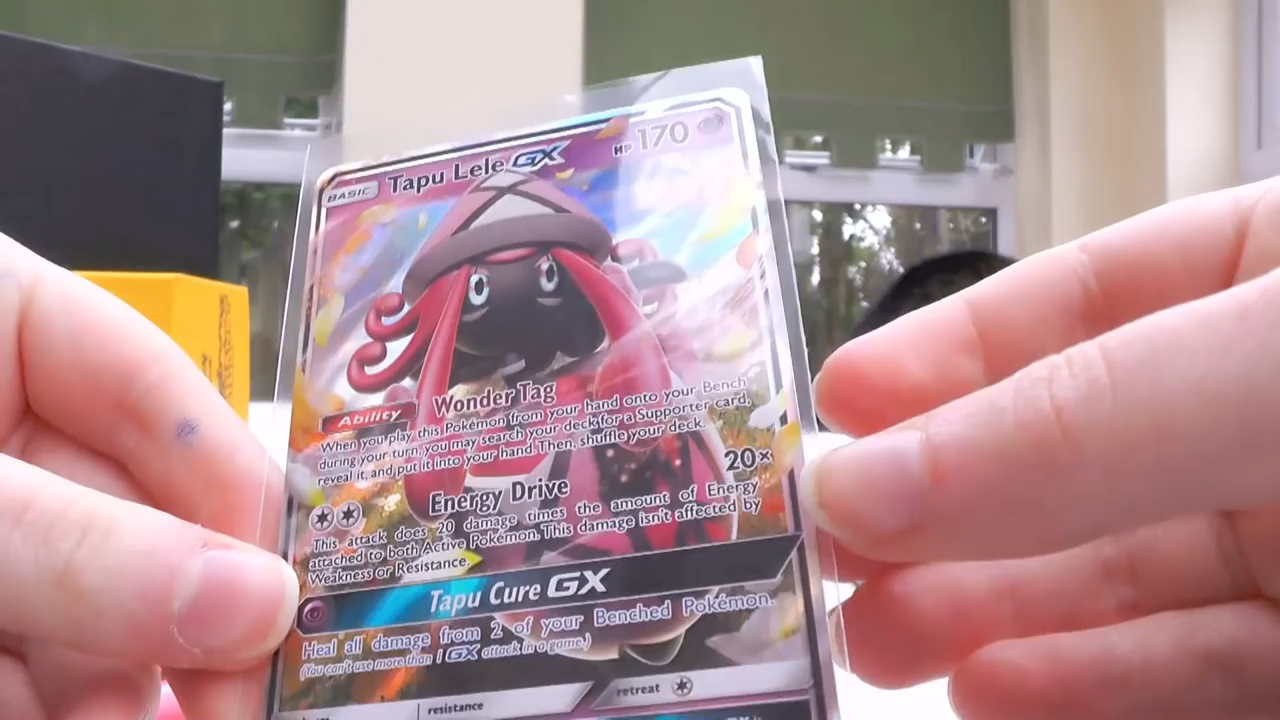 BASIC Tapu Lele GX HP 170
Ability Wonder Tag
When you play this Pokémon from your hand onto your Bench
during your turn, you may search your deck for a Supporter card,
reveal it, and put it into your hand. Then, shuffle your deck.
Energy Drive 20×
This attack does 20 damage times the amount of Energy
attached to both Active Pokémon. This damage isn't affected by
Weakness or Resistance.
Tapu Cure GX
Heal all damage from 2 of your Benched Pokémon.
(You can't use more than 1 GX attack in a game.)
resistance retreat